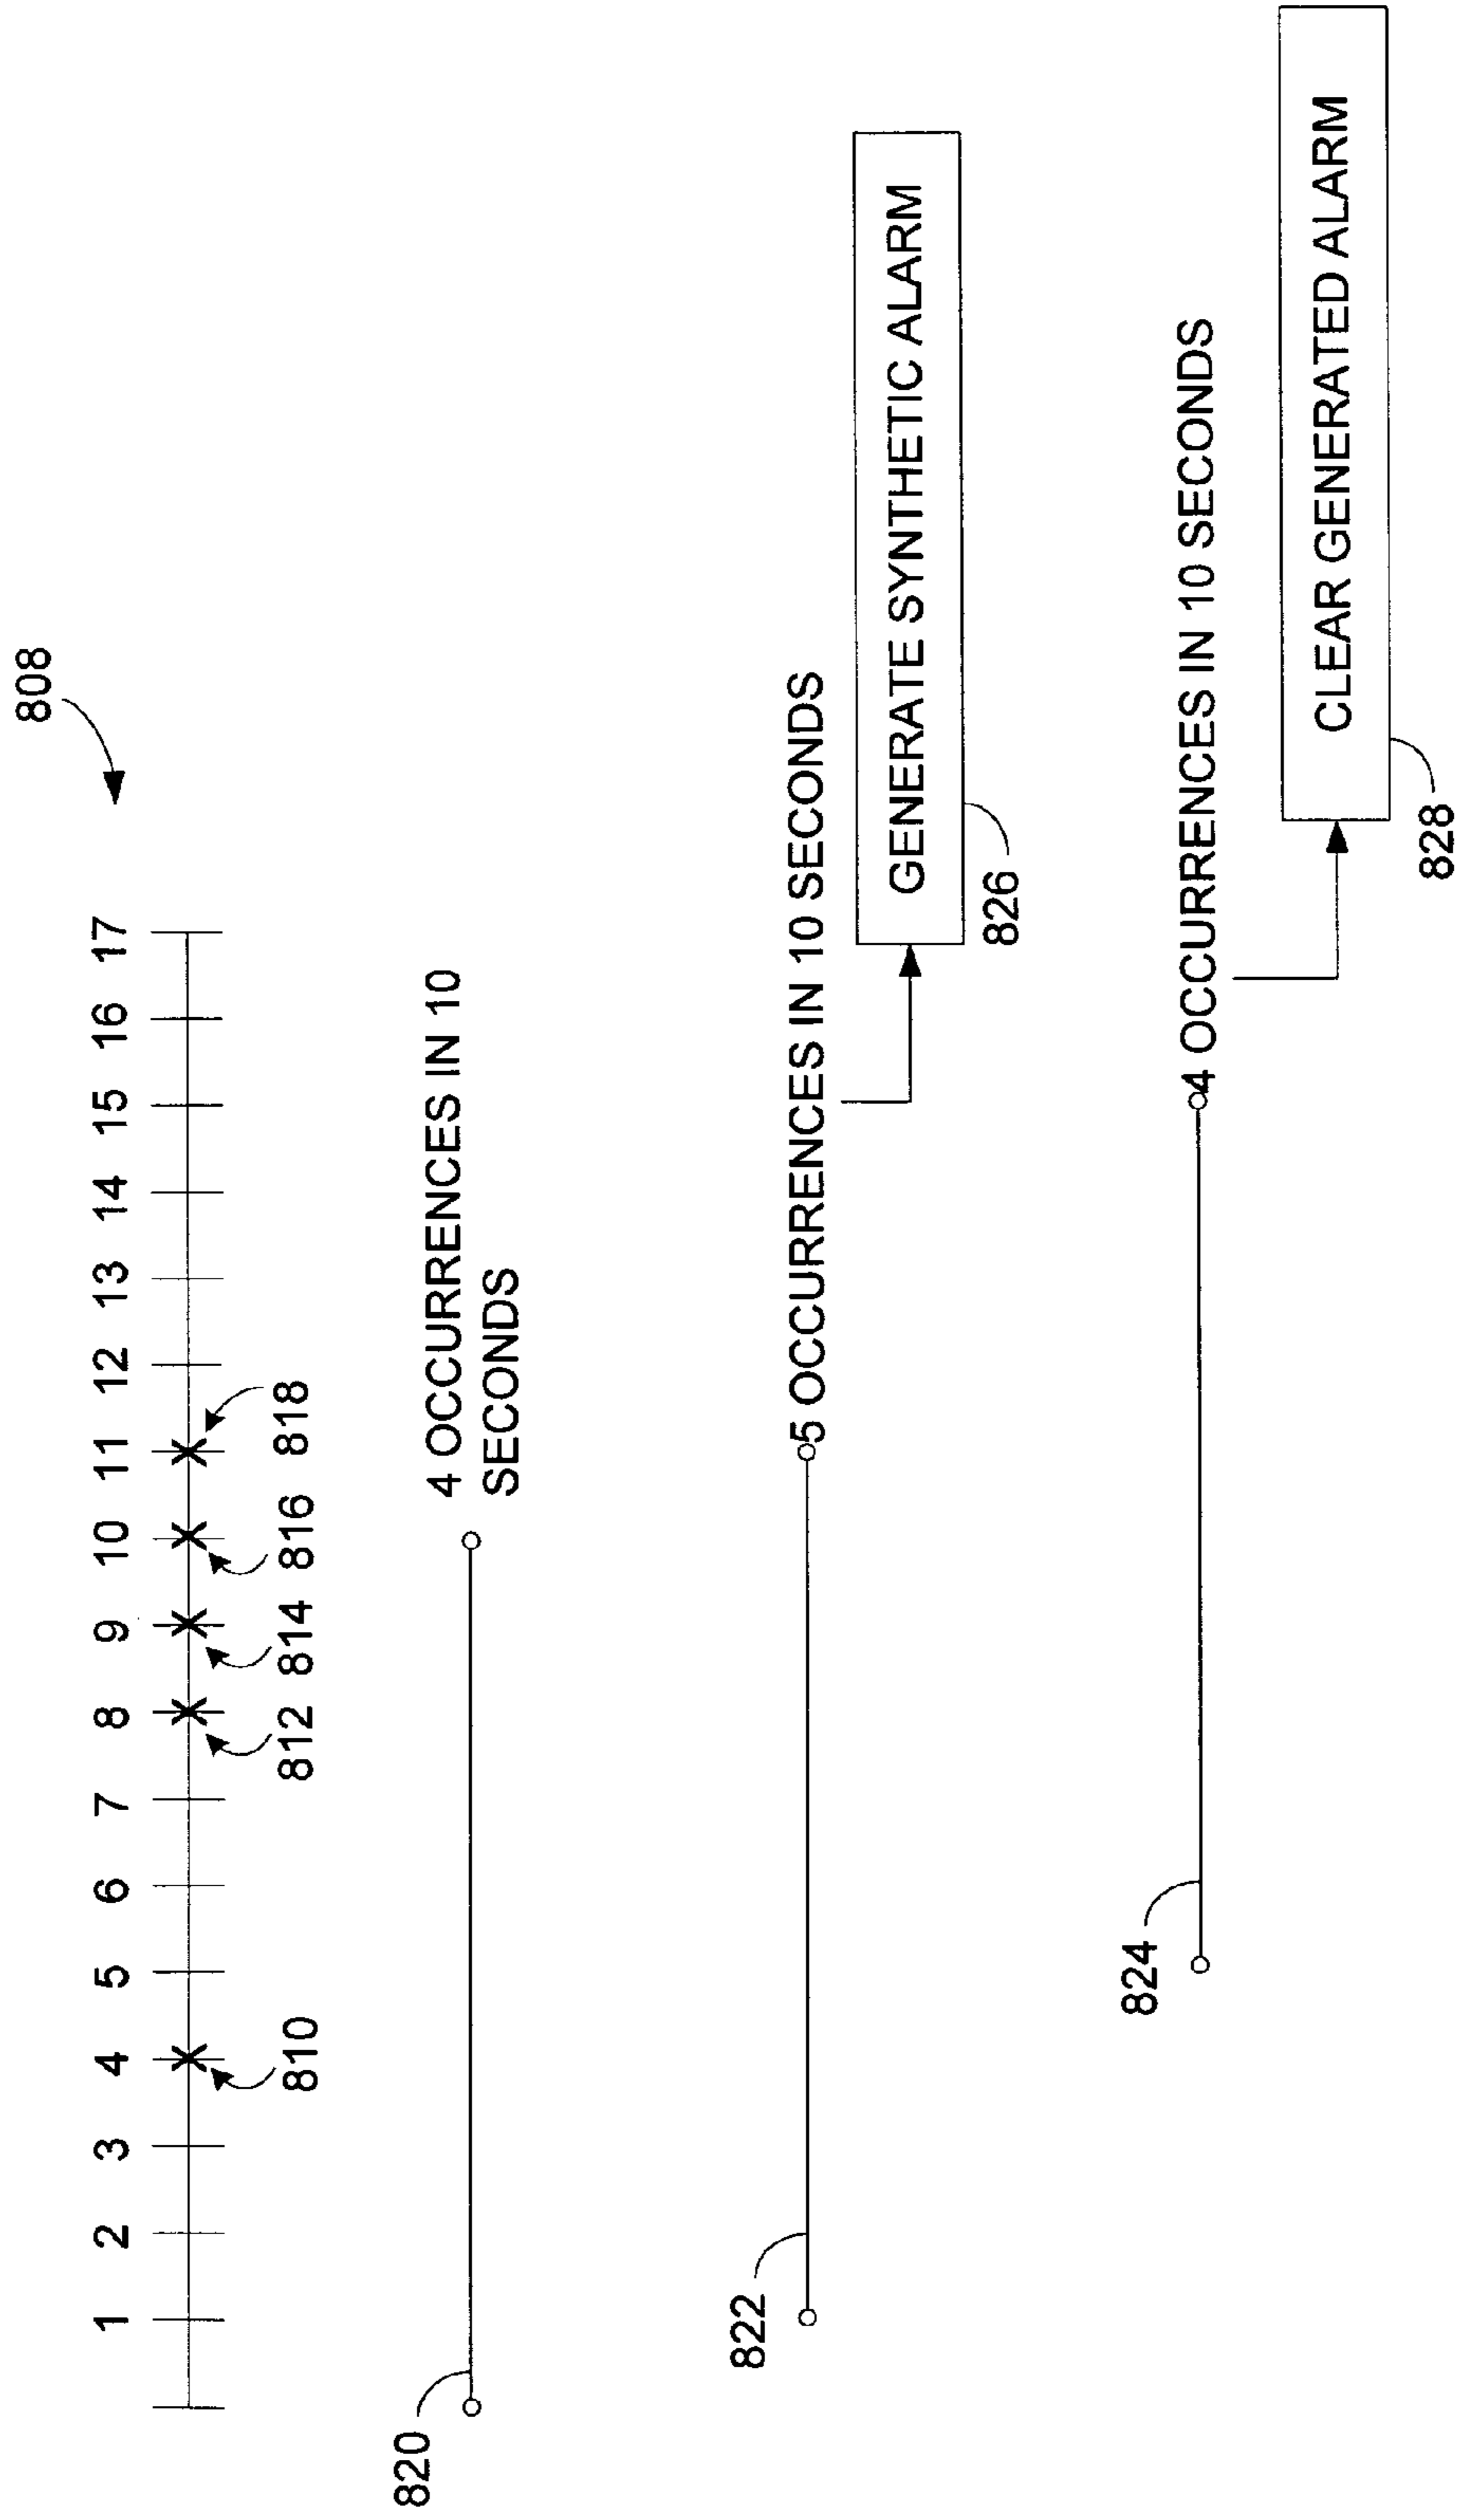 808
1 2 3 4 5 6 7 8 9 10 11 12 13 14 15 16 17
810 812 814 816 818
820
4 OCCURRENCES IN 10
SECONDS
822
5 OCCURRENCES IN 10 SECONDS
GENERATE SYNTHETIC ALARM
826
824
4 OCCURRENCES IN 10 SECONDS
CLEAR GENERATED ALARM
828